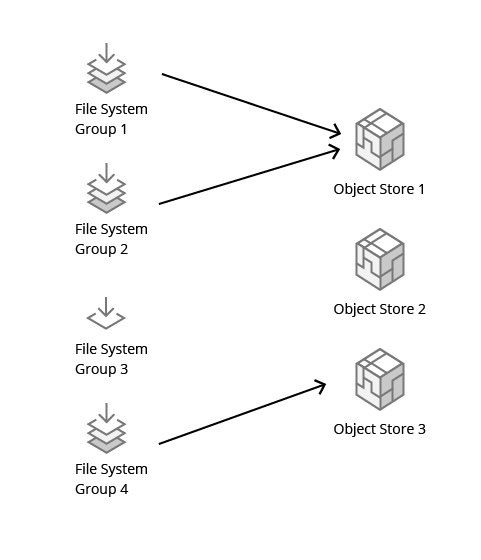 File System
Group 1
File System
Group 2
File System
Group 3
File System
Group 4
Object Store 1
Object Store 2
Object Store 3